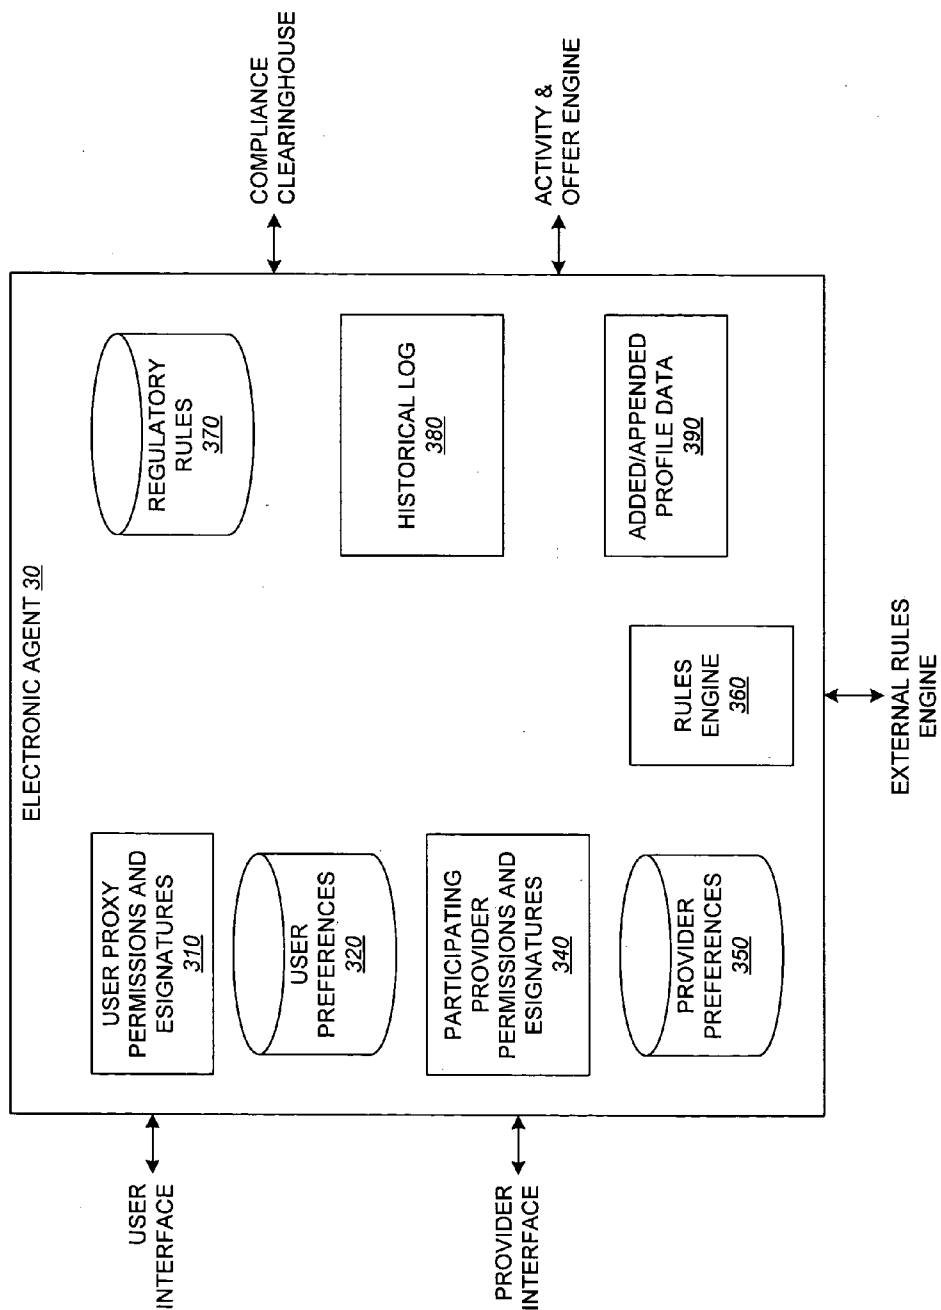 ELECTRONIC AGENT 30
USER
INTERFACE
PROVIDER
INTERFACE
USER PROXY
PERMISSIONS AND
ESIGNATURES
310
USER
PREFERENCES
320
PARTICIPATING
PROVIDER
PERMISSIONS AND
ESIGNATURES
340
PROVIDER
PREFERENCES
350
RULES
ENGINE
360
REGULATORY
RULES
370
HISTORICAL LOG
380
ADDED/APPENDED
PROFILE DATA
390
COMPLIANCE
CLEARINGHOUSE
ACTIVITY &
OFFER ENGINE
EXTERNAL RULES
ENGINE